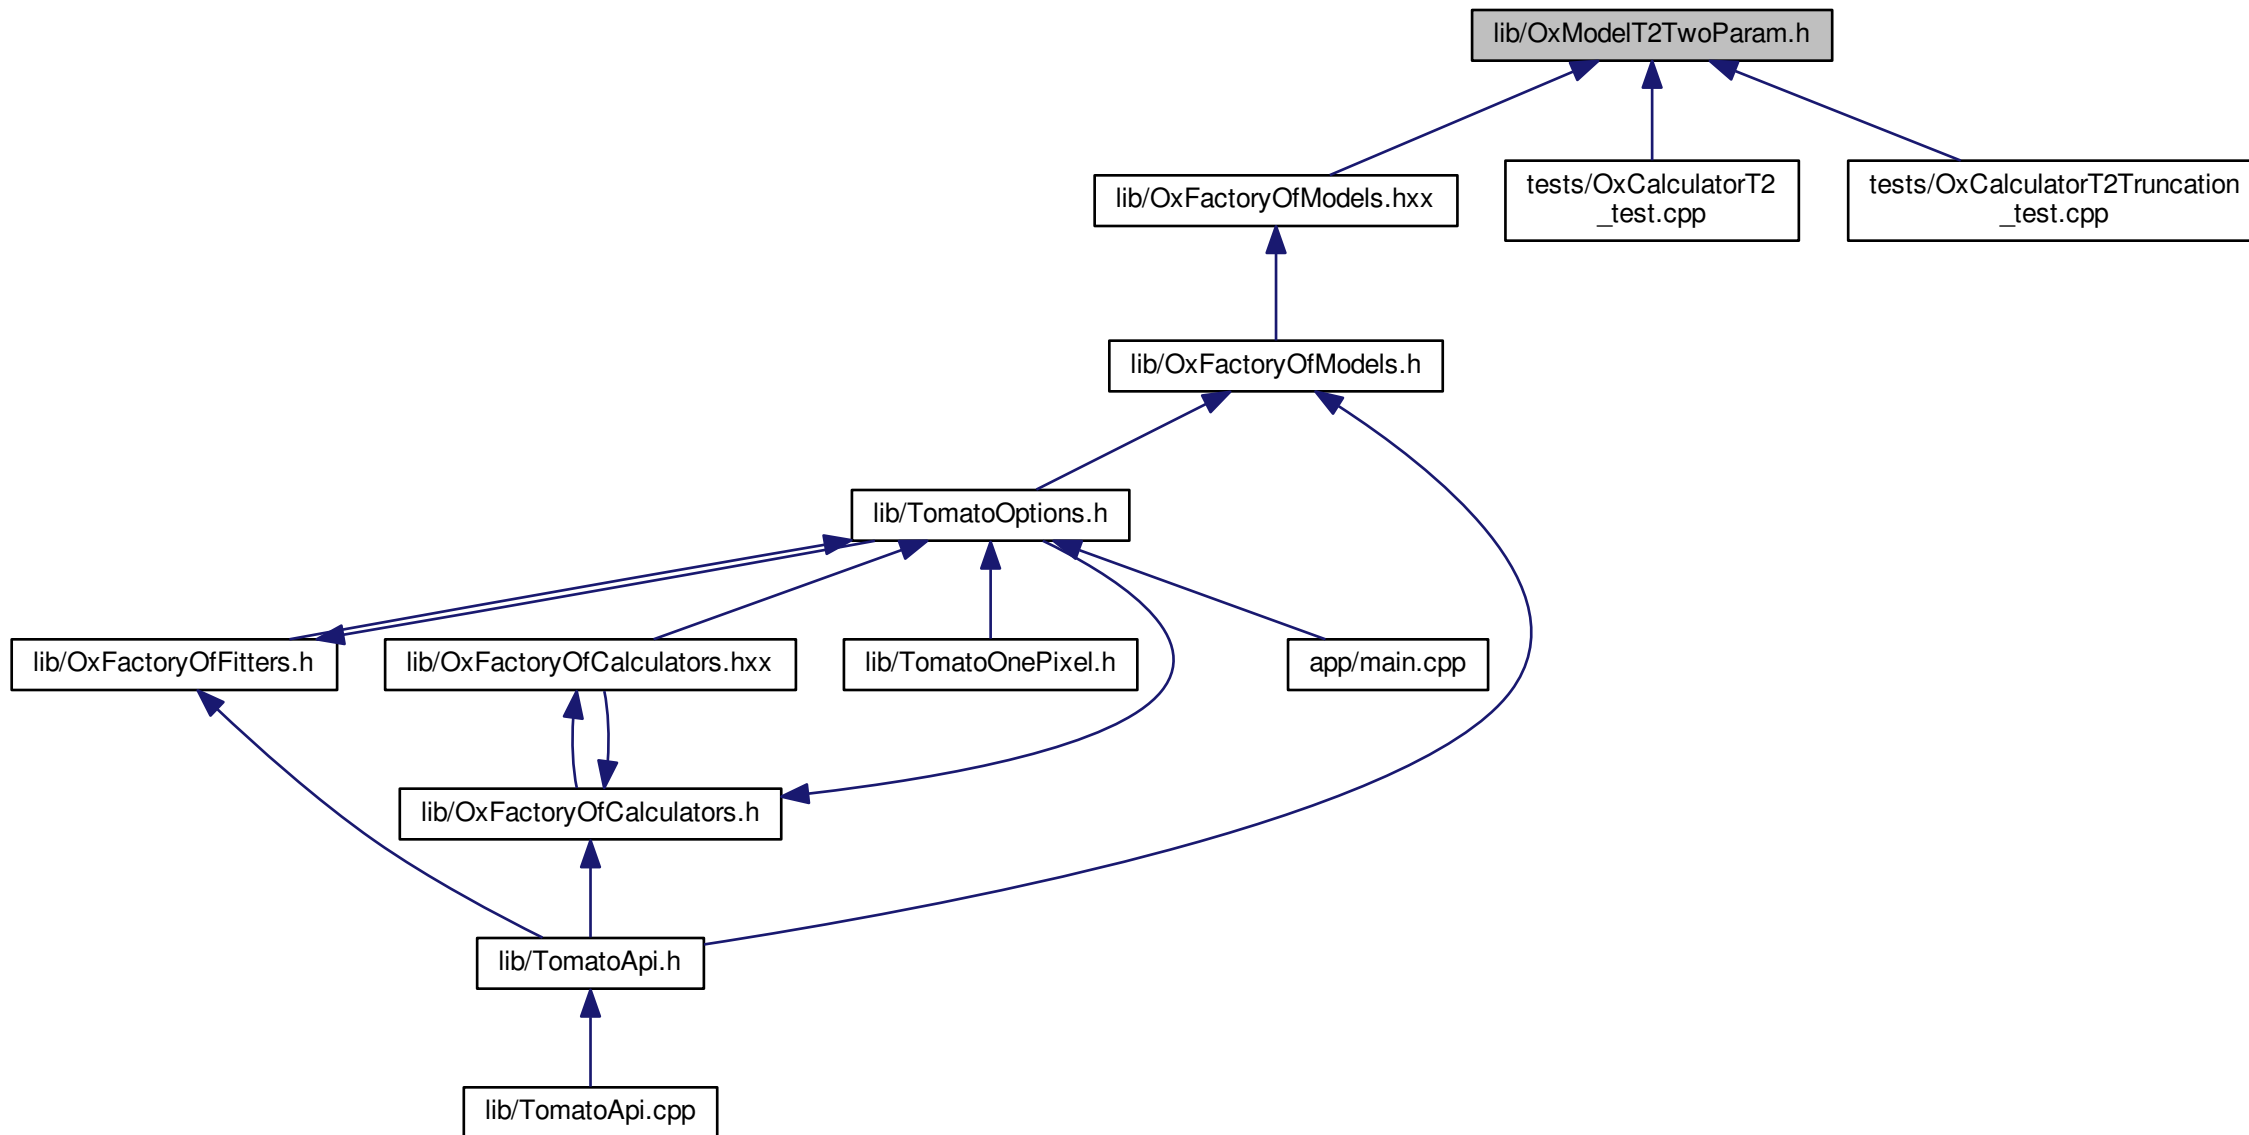 lib/OxModelT2TwoParam.h
lib/OxFactoryOfModels.hxx
tests/OxCalculatorT2
_test.cpp
tests/OxCalculatorT2Truncation
_test.cpp
lib/OxFactoryOfModels.h
lib/TomatoOptions.h
lib/OxFactoryOfFitters.h
lib/OxFactoryOfCalculators.hxx
lib/TomatoOnePixel.h
app/main.cpp
lib/OxFactoryOfCalculators.h
lib/TomatoApi.h
lib/TomatoApi.cpp